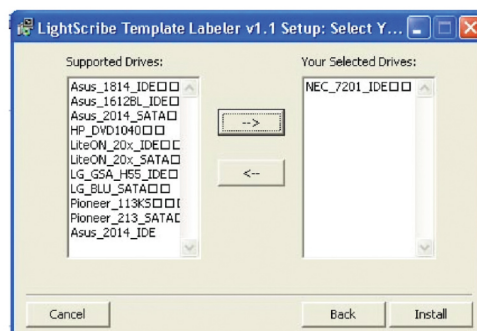 LightScribe Template Labeler v1.1 Setup: Select Y...
Supported Drives:
Your Selected Drives:
Asus_1814_IDE□□
Asus_1612BL_IDE□□
Asus_2014_SATA□
HP_DVD1040□□
LiteON_20x_IDE□□
LiteON_20x_SATA□
LG_GSA_H55_IDE□
LG_BLU_SATA□□
Pioneer_113KS□□□
Pioneer_213_SATA□
Asus_2014_IDE
NEC_7201_IDE□□
-->
<--
Cancel
Back
Install